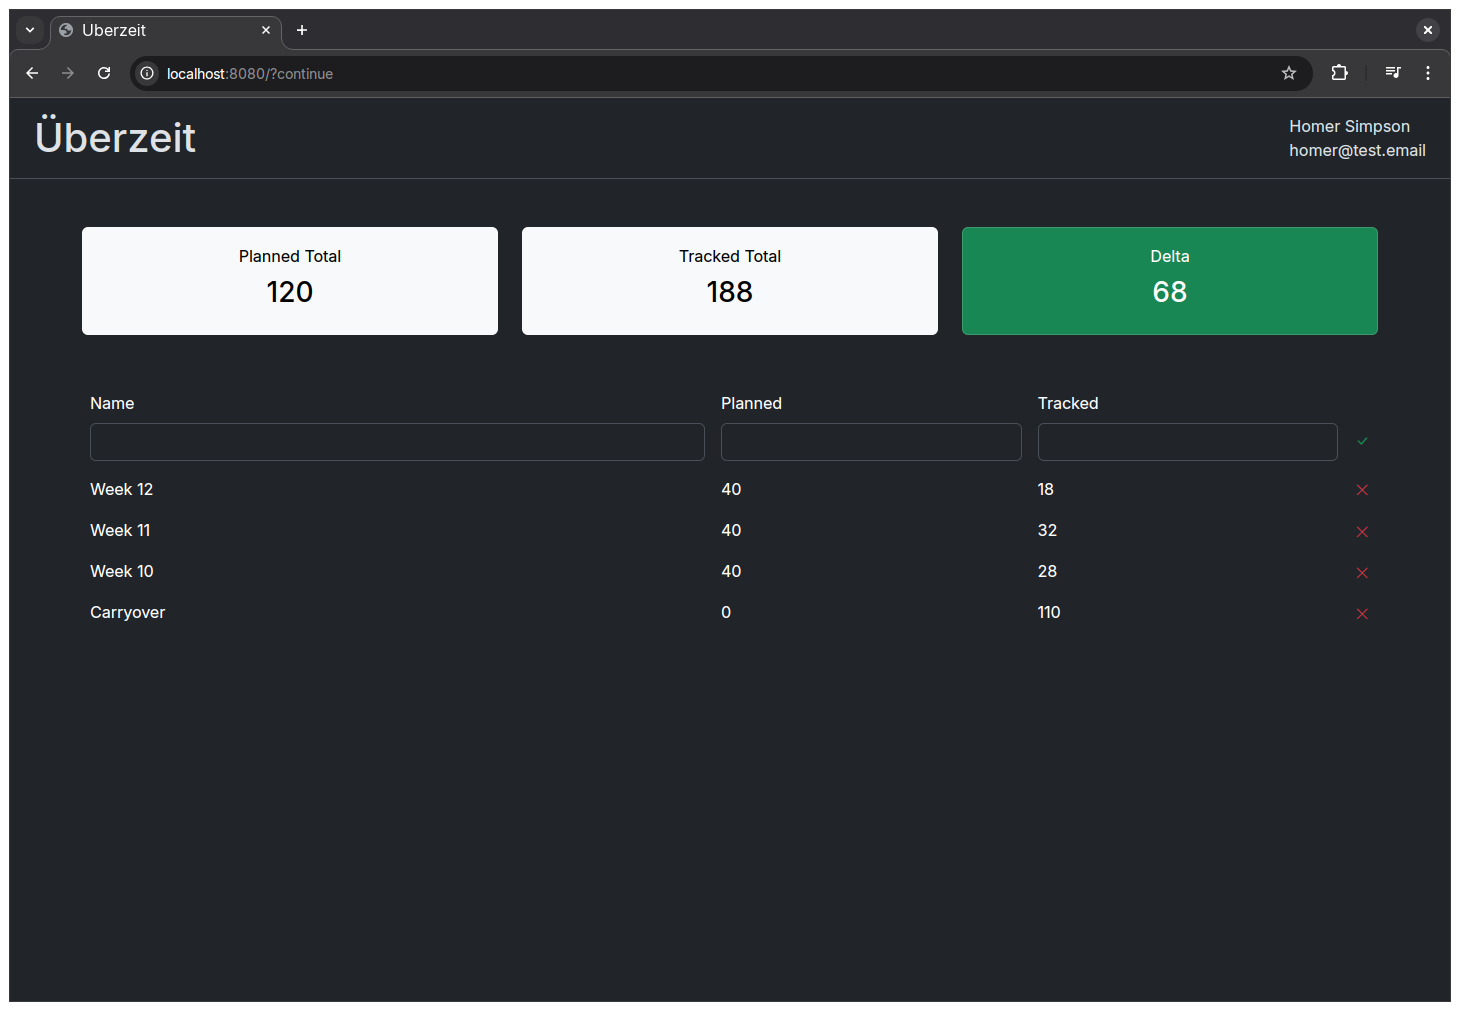 Uberzeit
localhost:8080/?continue
Überzeit
Homer Simpson
homer@test.email
Planned Total
120
Tracked Total
188
Delta
68
Name Planned Tracked
Week 12 40 18
Week 11 40 32
Week 10 40 28
Carryover 0 110